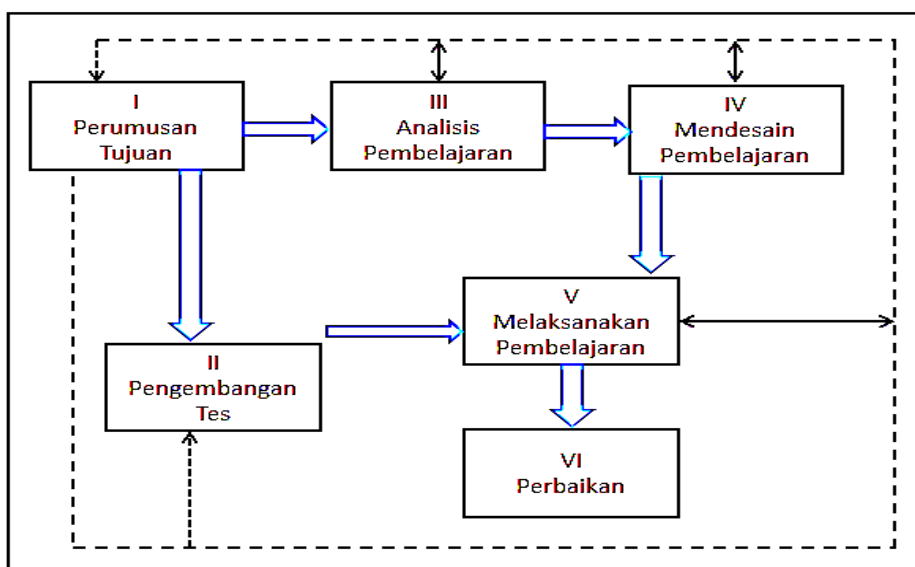 I
Perumusan
Tujuan
III
Analisis
Pembelajaran
IV
Mendesain
Pembelajaran
V
Melaksanakan
Pembelajaran
II
Pengembangan
Tes
VI
Perbaikan